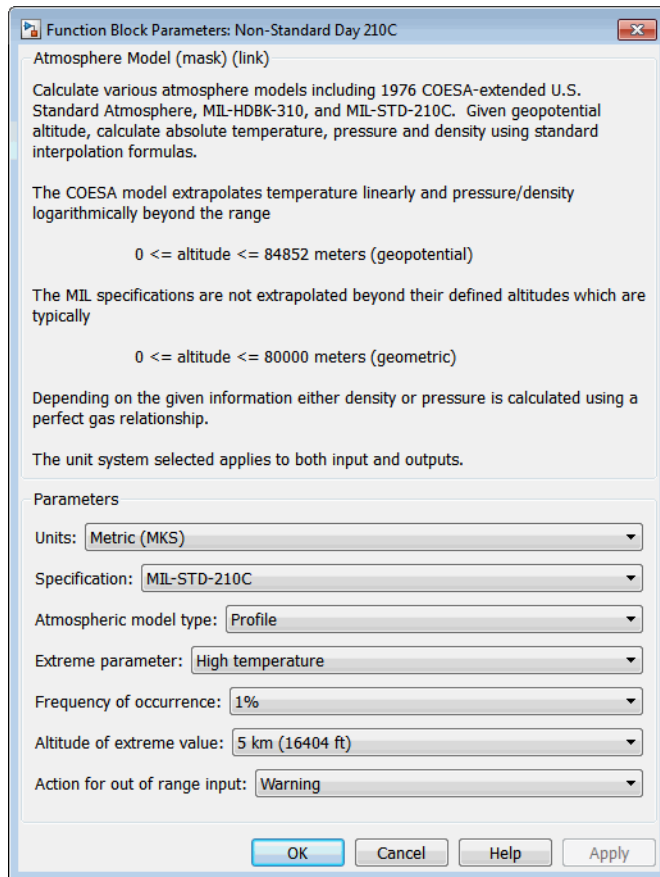 Function Block Parameters: Non-Standard Day 210C
Atmosphere Model (mask) (link)
Calculate various atmosphere models including 1976 COESA-extended U.S.
Standard Atmosphere, MIL-HDBK-310, and MIL-STD-210C.  Given geopotential
altitude, calculate absolute temperature, pressure and density using standard
interpolation formulas.
The COESA model extrapolates temperature linearly and pressure/density
logarithmically beyond the range
0 <= altitude <= 84852 meters (geopotential)
The MIL specifications are not extrapolated beyond their defined altitudes which are
typically
0 <= altitude <= 80000 meters (geometric)
Depending on the given information either density or pressure is calculated using a
perfect gas relationship.
The unit system selected applies to both input and outputs.
Parameters
Units: Metric (MKS)
Specification: MIL-STD-210C
Atmospheric model type: Profile
Extreme parameter: High temperature
Frequency of occurrence: 1%
Altitude of extreme value: 5 km (16404 ft)
Action for out of range input: Warning
OK Cancel Help Apply